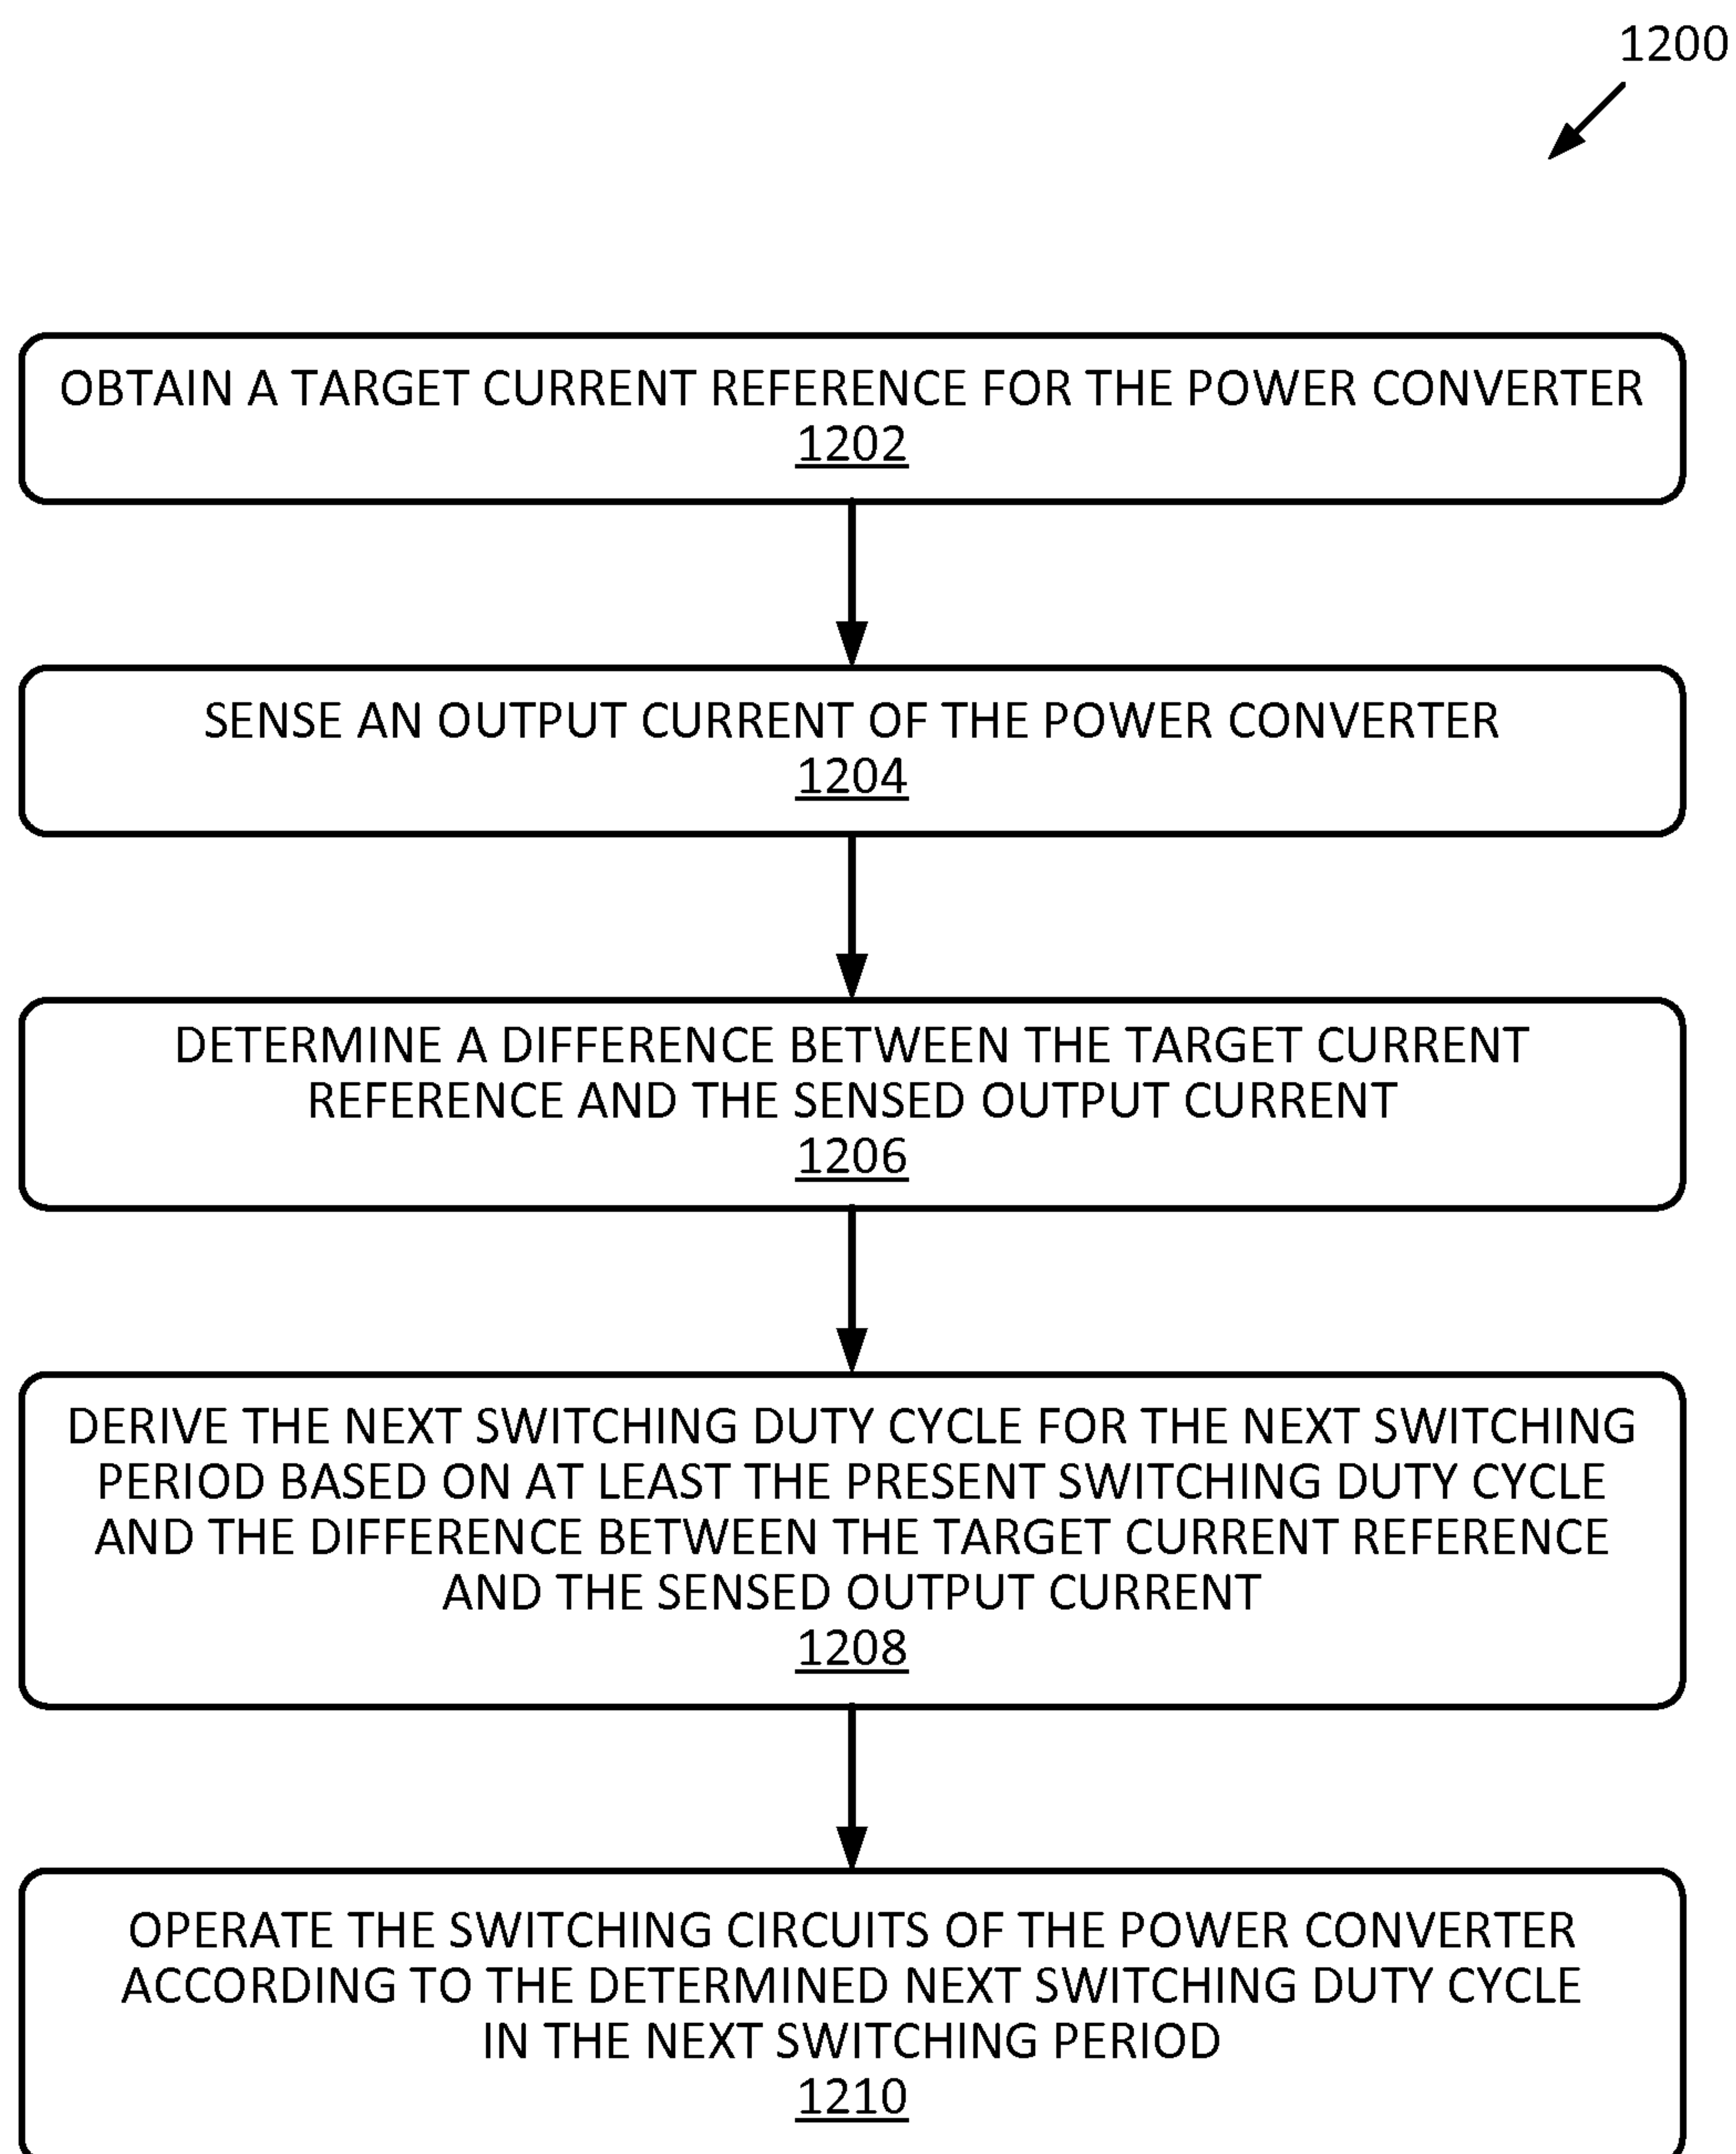 1200
OBTAIN A TARGET CURRENT REFERENCE FOR THE POWER CONVERTER
1202
SENSE AN OUTPUT CURRENT OF THE POWER CONVERTER
1204
DETERMINE A DIFFERENCE BETWEEN THE TARGET CURRENT
REFERENCE AND THE SENSED OUTPUT CURRENT
1206
DERIVE THE NEXT SWITCHING DUTY CYCLE FOR THE NEXT SWITCHING
PERIOD BASED ON AT LEAST THE PRESENT SWITCHING DUTY CYCLE
AND THE DIFFERENCE BETWEEN THE TARGET CURRENT REFERENCE
AND THE SENSED OUTPUT CURRENT
1208
OPERATE THE SWITCHING CIRCUITS OF THE POWER CONVERTER
ACCORDING TO THE DETERMINED NEXT SWITCHING DUTY CYCLE
IN THE NEXT SWITCHING PERIOD
1210